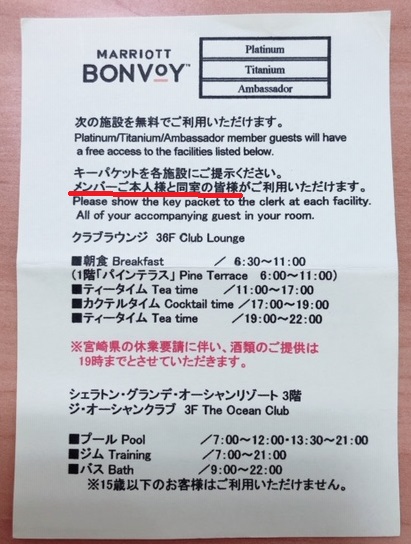 MARRIOTT
BONVOY™
Platinum
Titanium
Ambassador
次の施設を無料でご利用いただけます。
Platinum/Titanium/Ambassador member guests will have
a free access to the facilities listed below.
キーパケットを各施設にご提示ください。
メンバーご本人様と同室の皆様がご利用いただけます。
Please show the key packet to the clerk at each facility.
All of your accompanying guest in your room.
クラブラウンジ 36F Club Lounge
■朝食 Breakfast ／ 6:30～11:00
(1階「パインテラス」 Pine Terrace 6:00～11:00)
■ティータイム Tea time ／11:00～17:00
■カクテルタイム Cocktail time ／17:00～19:00
■ティータイム Tea time ／19:00～22:00
※宮崎県の休業要請に伴い、酒類のご提供は
19時までとさせていただきます。
シェラトン・グランデ・オーシャンリゾート 3階
ジ・オーシャンクラブ 3F The Ocean Club
■プール Pool ／7:00～12:00・13:30～21:00
■ジム Training ／7:00～21:00
■バス Bath ／9:00～22:00
※15歳以下のお客様はご利用いただけません。